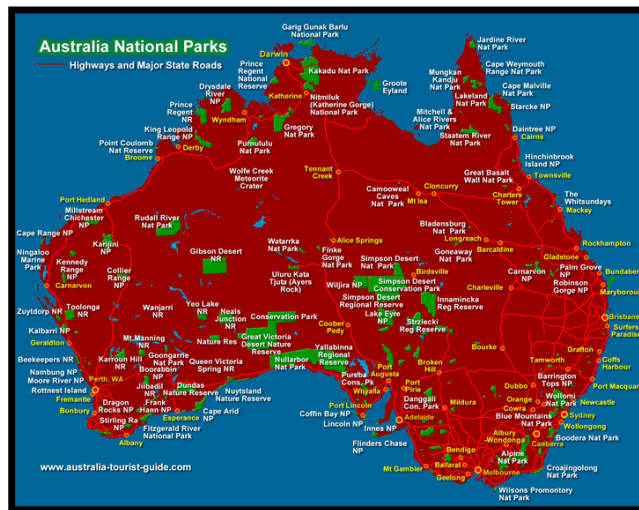 Australia National Parks
Highways and Major State Roads
Garig Gunak Barlu
National Park
Darwin
Kakadu Nat Park
Prince
Regent
National
Reserve
Katherine
Nitmiluk
(Katherine Gorge)
National Park
Groote
Eyland
Jardine River
Nat Park
Mungkan
Kandju
Nat Park
Cape Weymouth
Range Nat Park
Lakeland
Nat Park
Cape Malville
Nat Park
Starcke NP
Drysdale
River
NP
Prince
Regent
NR
Wyndham
Gregory
Nat Park
Mitchell &
Alice Rivers
Nat Park
Staatem River
Nat Park
Daintree NP
Cairns
King Leopold
Range NP
Derby
Purnululu
Nat Park
Point Coulomb
Nat Reserve
Broome
Wolfe Creek
Meteorite
Crater
Tennant
Creek
Great Basalt
Wall Nat Park
Hinchinbrook
Island NP
Townsville
Camooweal
Caves
Nat Park
Cloncurry
Mt Isa
Charters
Tower
The
Whitsundays
Mackay
Port Hedland
Millstream
Chichester
NP
Rudall River
Nat Park
Bladensburg
Nat Park
Longreach
Barcaldine
Rockhampton
Cape Range NP
Karijini
NP
Ningaloo
Marine
Park
Kennedy
Range
NP
Collier
Range
NP
Gibson Desert
NR
Watarrka
Nat Park
Alice Springs
Finke
Gorge
Nat Park
Simpson Desert
Nat Park
Goneaway
Nat Park
Gladstone
Carnarvon
Uluru Kata
Tjuta (Ayers
Rock)
Wiljira NP
Simpson Desert
Conservation Park
Birdsville
Carnarvon
NP
Palm Grove
NP
Robinson
Gorge NP
Bundaber
Maryborou
Simpson Desert
Regional Reserve
Innamincka
Reg Reserve
Charleville
Zuytdorp NP
Toolonga
NR
Wanjarri
NR
Yeo Lake
NR
Neals
Junction
NR
Conservation Park
Lake Eyre
NP
Strzlecki
Reg Reserve
Brisbane
Surfers
Paradise
Kalbarri NP
Geraldton
Mt.Manning
NR
Nature Res
Great Victoria
Desert Nature
Reserve
Coober
Pedy
Bourke
Grafton
Beekeepers NR
Karroun Hill
NR
Goongarrie
Nat Park
Queen Victoria
Spring NR
Nullarbor
Nat Park
Yallabinna
Regional
Reserve
Coffs
Harbour
Nambung NP
Moore River NP
Boorabbin
NP
Pureba
Cons, Pk
Port
Augusta
Broken
Hill
Tamworth
Barrington
Tops NP
Port Macquar
Rottnest Island
Perth, WA
Fremantle
Jilbadil
NR
Dundas
Nature Reserve
Nuytsland
Nature Reserve
Whyalla
Port
Pirie
Dubbo
Wollomi
Nat Park
Bunbury
Dragon
Rocks NP
Frank
Hann NP
Cape Arid
NP
Port Lincoln
Danggali
Con. Park
Orange
Cowra
Newcastle
Stirling Ra
NP
Esperance
Coffin Bay NP
Adelaide
Mildura
Blue Mountains
Nat Park
Sydney
Wollongong
Albany
Fitzgerald River
National Park
Lincoln NP
Innes NP
Flinders Chase
NP
Albury
-Wondonga
Canberra
Boodera Nat Park
Bendigo
Alpine
Nat Park
Mt Gambier
Ballarat
Geelong
Melbourne
Croajingolong
Nat Park
Wilsons Promontory
Nat Park
www.australia-tourist-guide.com